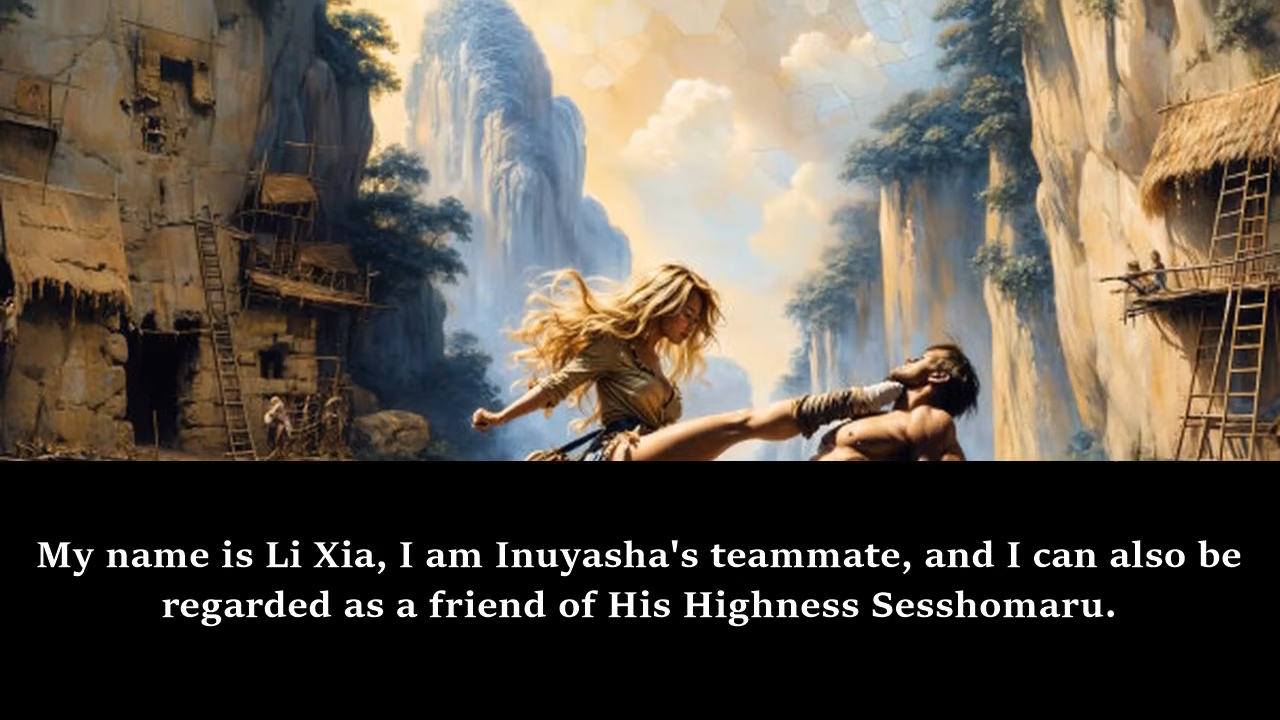 My name is Li Xia, I am Inuyasha's teammate, and I can also be
regarded as a friend of His Highness Sesshomaru.